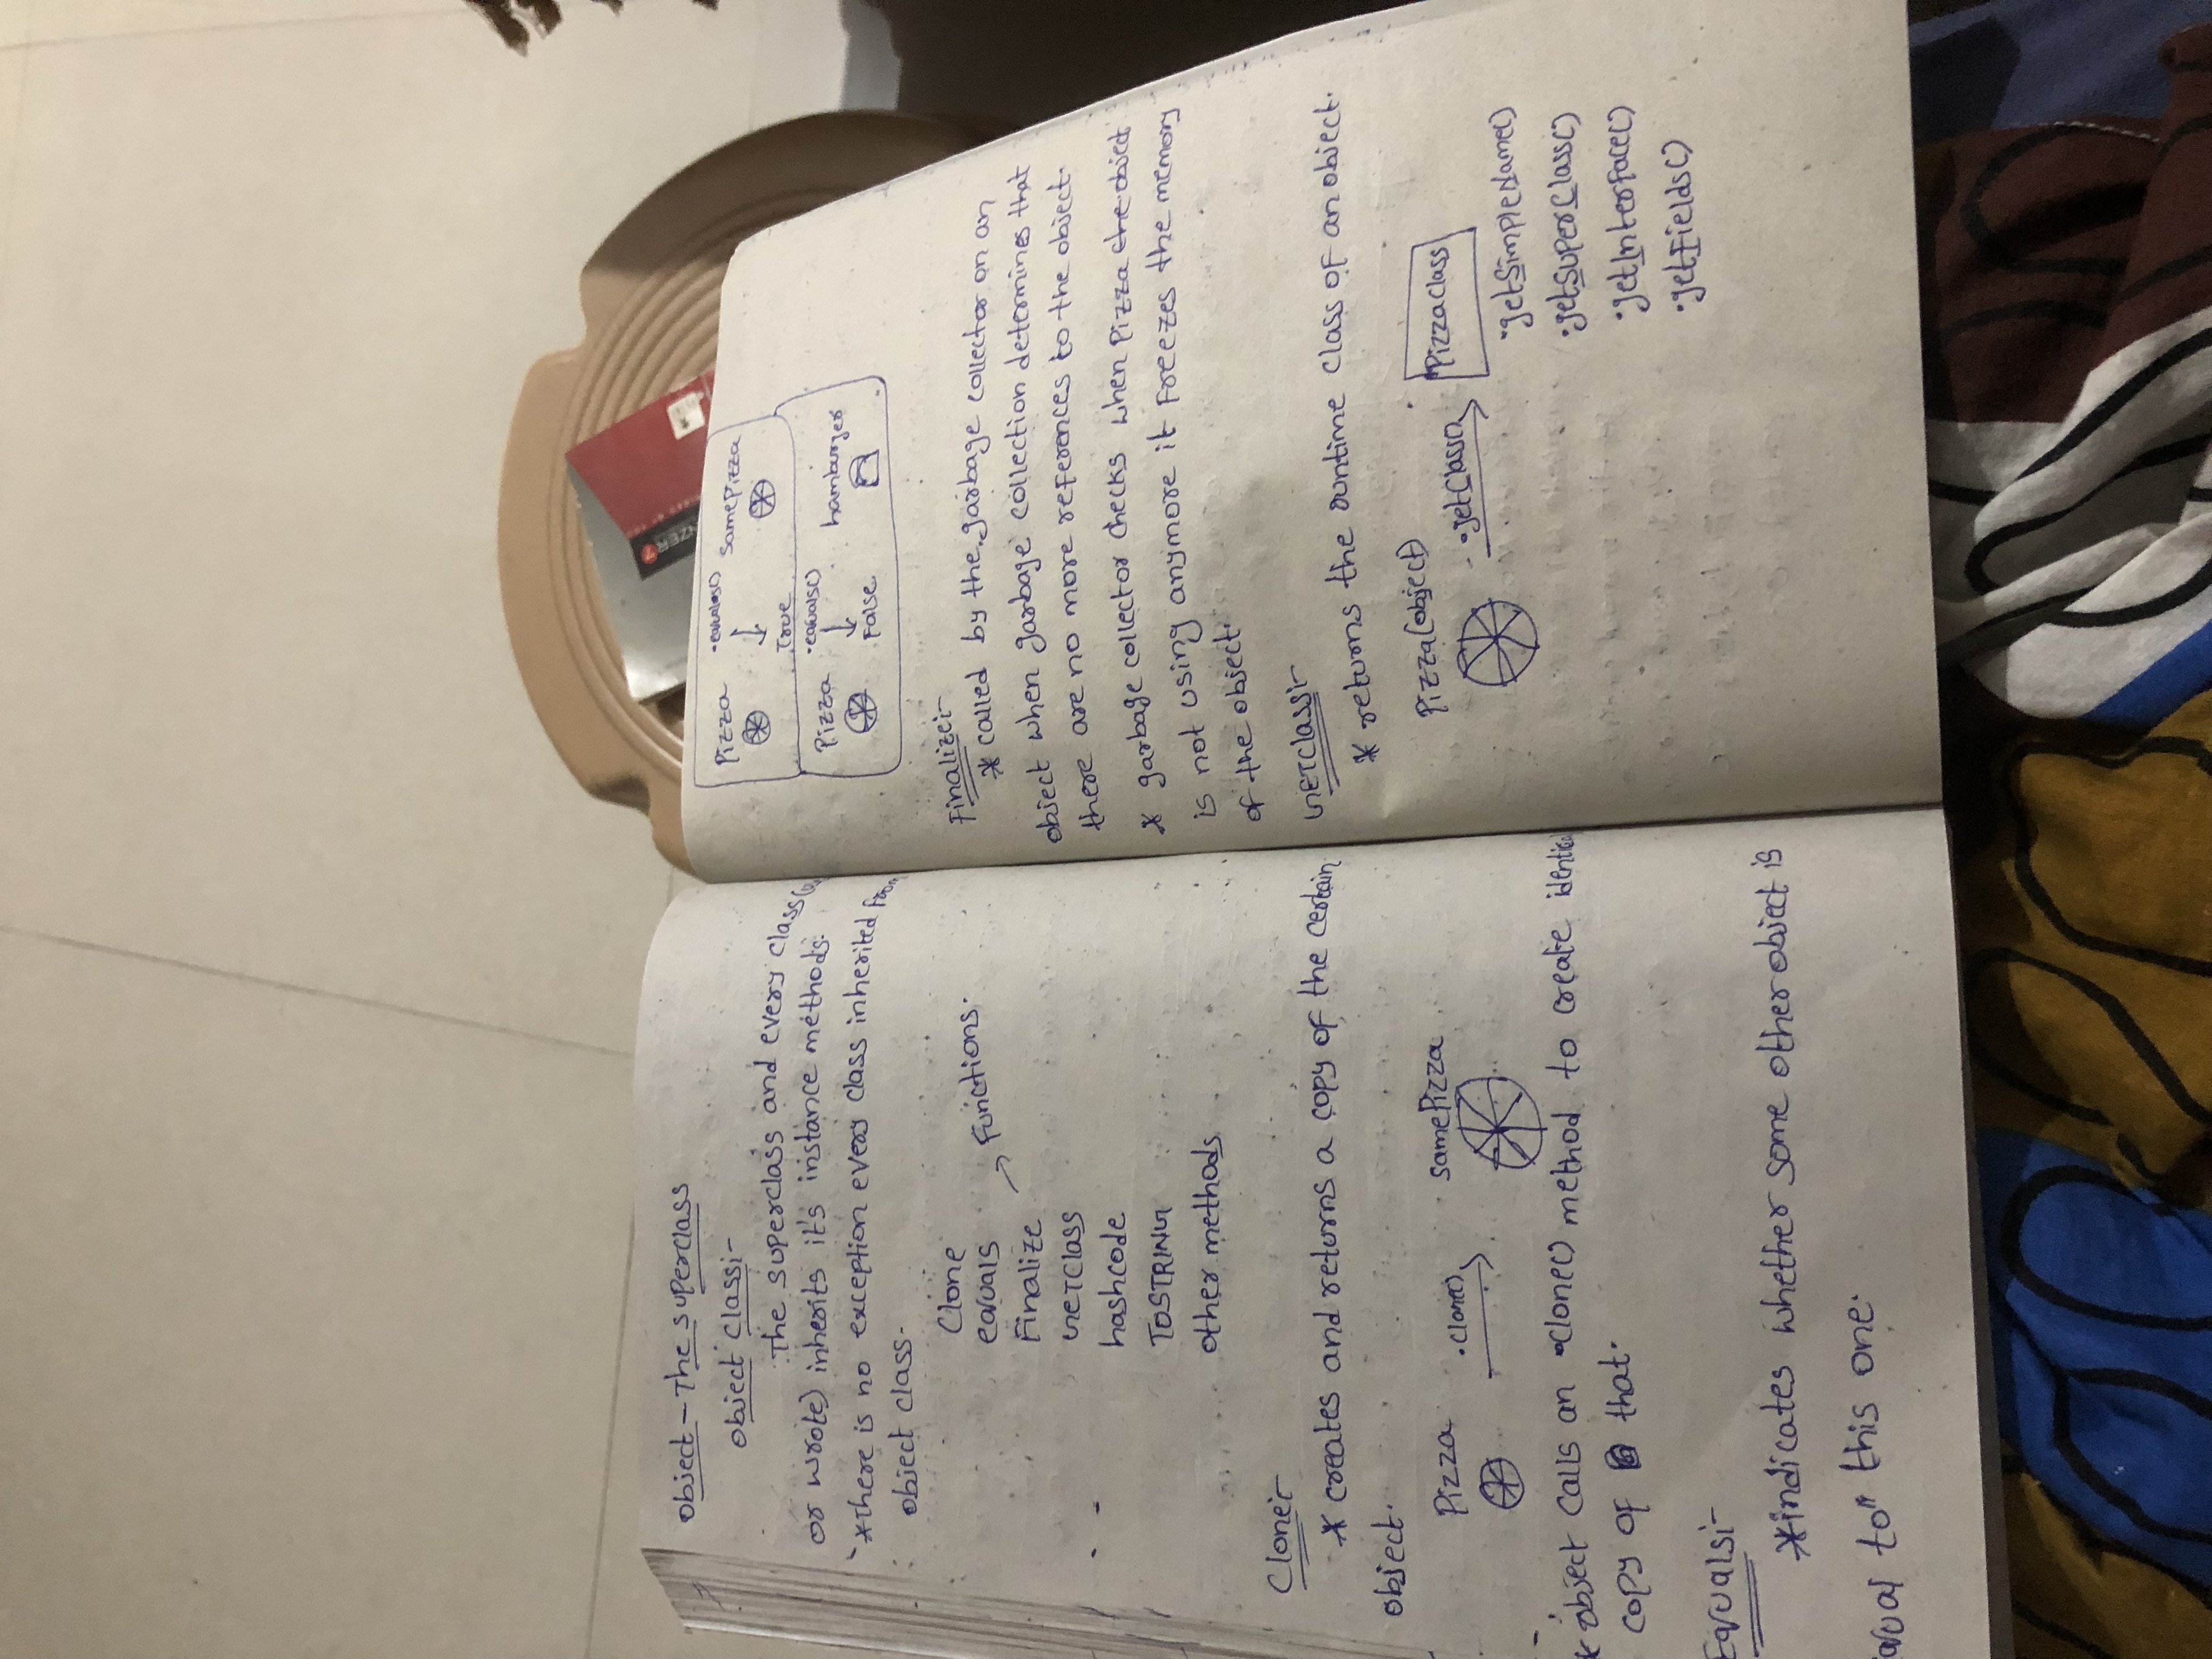 Object - The Superclass
Object Class:-
The superclass and every class
or wrote) inherits it's instance methods.
*There is no exception every class inherited from
object class.
Clone
equals
Functions.
Finalize
GETClass
hashcode
TOSTRING
other methods
Clone:-
* creates and returns a copy of the certain
object.
Pizza .clone() samePizza
* Object calls an .clone() method to create identical
copy of that.
Equals:-
*indicates whether some other object is
equal to" this one.
Pizza .equales() samePizza
True
Pizza .equals() hamburger
False
Finalize:-
* called by the garbage collector on an
object when garbage collection determines that
there are no more references to the object.
* garbage collector checks when Pizza the object
is not using anymore it freezes the memory
of the object.
GETclass:-
* returns the runtime class of an object.
Pizza(object) .getClass() PizzaClass
.getSimpleName()
.getSuperClass()
.getInterface()
.getFields()